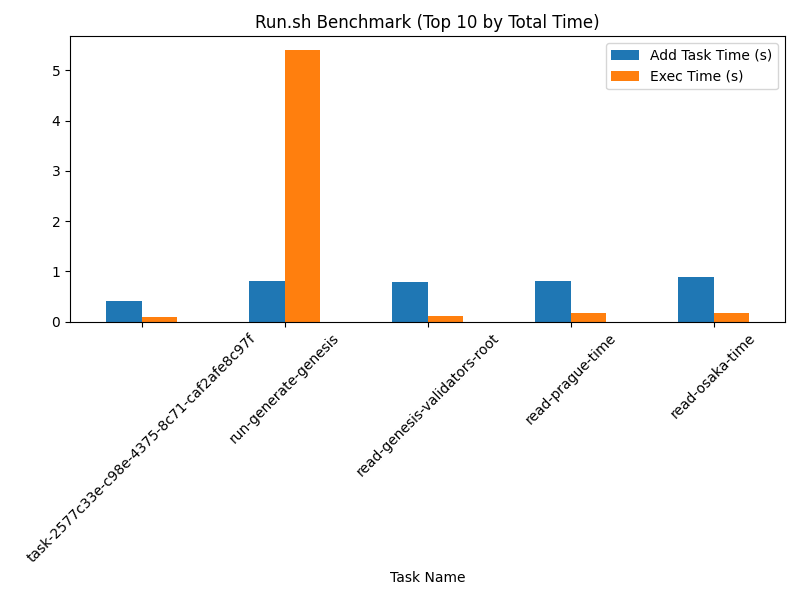 Run.sh Benchmark (Top 10 by Total Time)
Add Task Time (s)
Exec Time (s)
5
4
3
2
1
0
task-2577c33e-c98e-4375-8c71-caf2afe8c97f
run-generate-genesis
read-genesis-validators-root
read-prague-time
read-osaka-time
Task Name